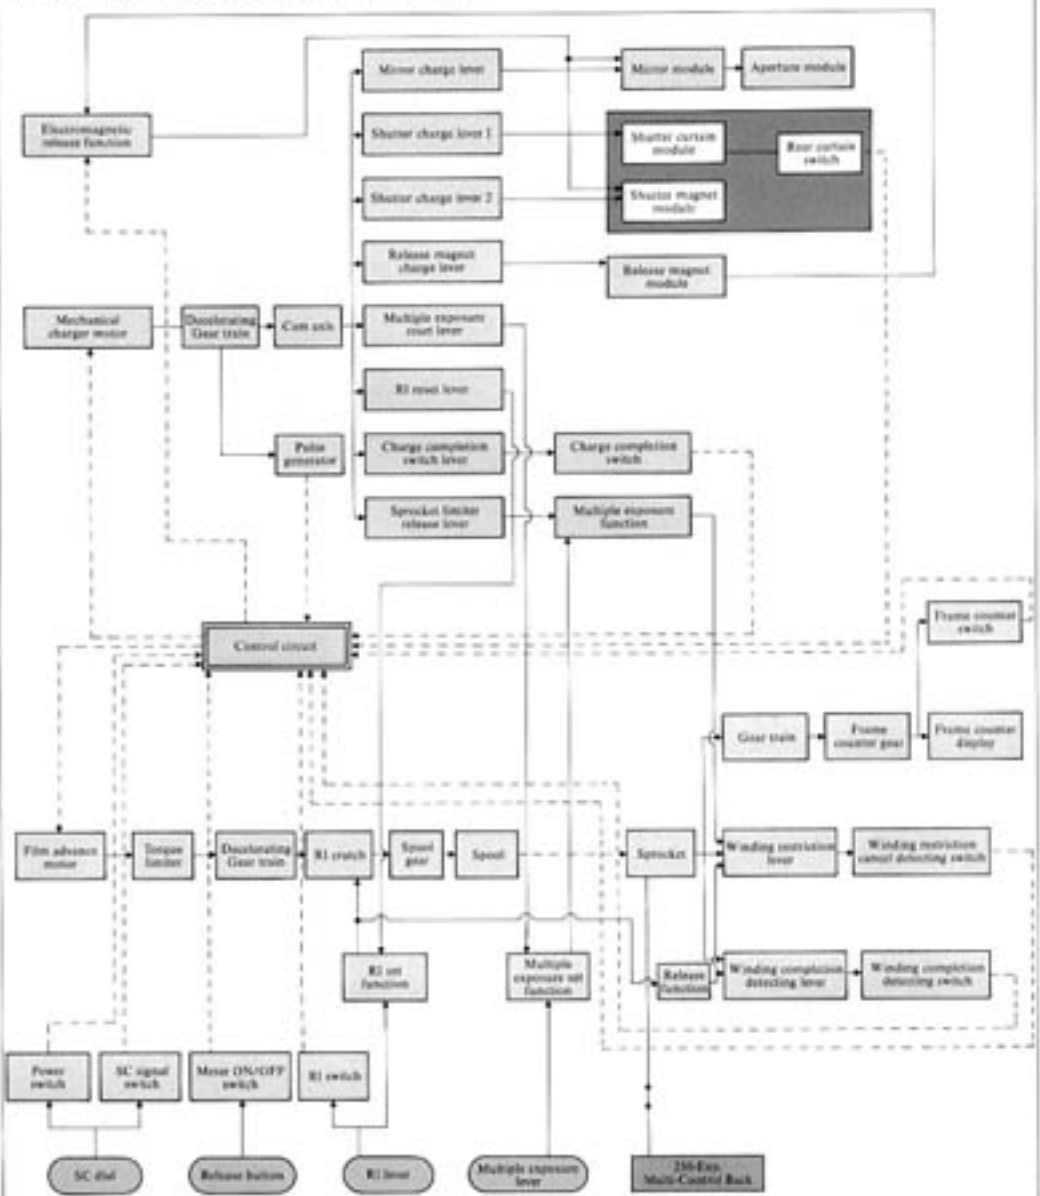 Mirror charge lever
Mirror module
Aperture module
Electromagnetic
release function
Shutter charge lever 1
Shutter curtain
module
Rear curtain
switch
Shutter charge lever 2
Shutter magnet
module
Release magnet
charge lever
Release magnet
module
Mechanical
charger motor
Decelerating
Gear train
Cam axis
Multiple exposure
reset lever
R1 reset lever
Pulse
generator
Charge completion
switch lever
Charge completion
switch
Sprocket limiter
release lever
Multiple exposure
function
Control circuit
Frame counter
switch
Gear train
Frame
counter gear
Frame counter
display
Film advance
motor
Torque
limiter
Decelerating
Gear train
R1 crutch
Spool
gear
Spool
Sprocket
Winding restriction
lever
Winding restriction
cancel detecting switch
R1 set
function
Multiple
exposure set
function
Release
function
Winding completion
detecting lever
Winding completion
detecting switch
Power
switch
SC signal
switch
Meter ON/OFF
switch
R1 switch
SC dial
Release button
R1 lever
Multiple exposure
lever
250-Exp.
Multi-Control Back